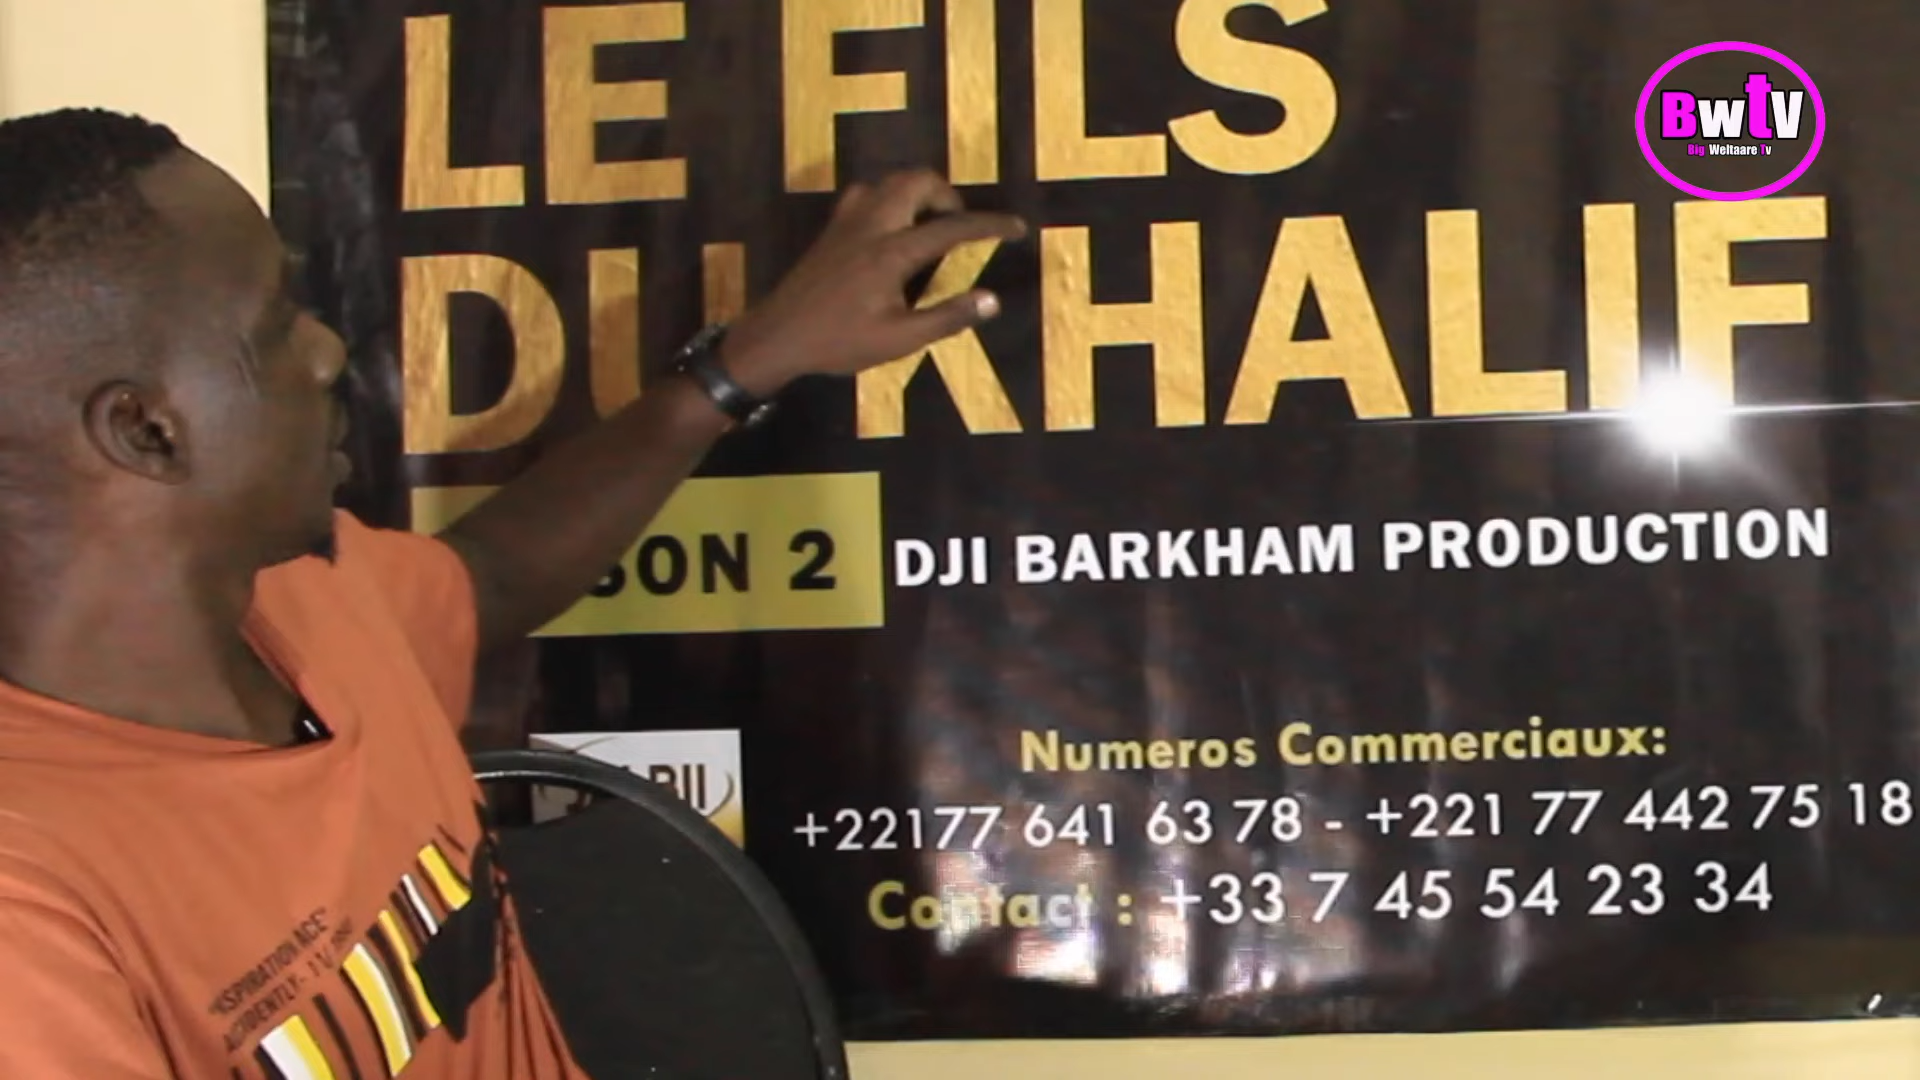 LE FILS
DU KHALIF
SON 2 DJI BARKHAM PRODUCTION
Numeros Commerciaux:
+22177 641 63 78 - +221 77 442 75 18
Contact : +33 7 45 54 23 34
BwtV
Big Weltaare Tv